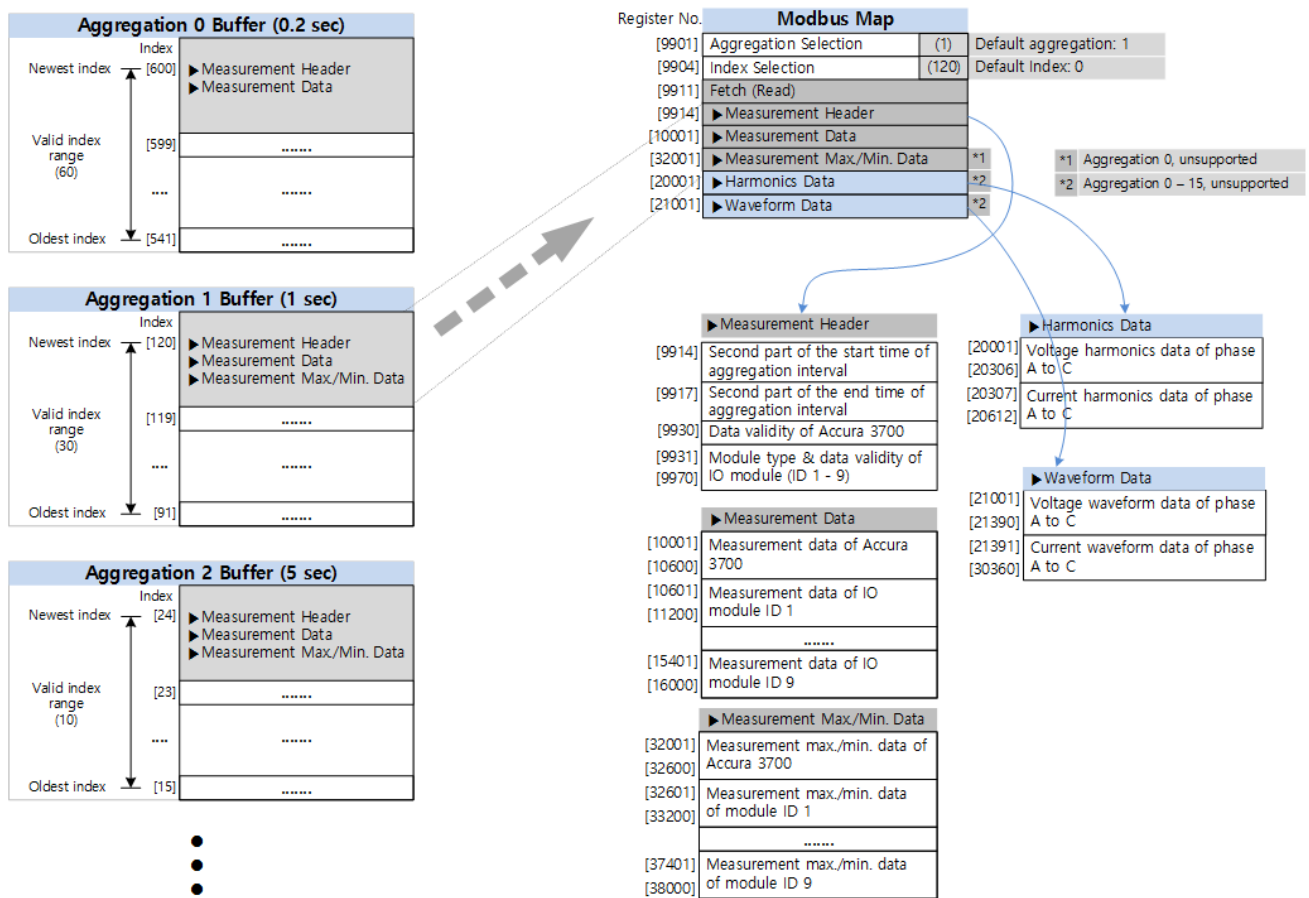 Aggregation 0 Buffer (0.2 sec)
Index
Newest index
[600]
▶Measurement Header
▶Measurement Data
Valid index
range
(60)
[599]
.......
....
.......
Oldest index
[541]
.......
Aggregation 1 Buffer (1 sec)
Index
Newest index
[120]
▶Measurement Header
▶Measurement Data
▶Measurement Max./Min. Data
Valid index
range
(30)
[119]
.......
....
.......
Oldest index
[91]
.......
Aggregation 2 Buffer (5 sec)
Index
Newest index
[24]
▶Measurement Header
▶Measurement Data
▶Measurement Max./Min. Data
Valid index
range
(10)
[23]
.......
....
.......
Oldest index
[15]
.......
Register No.
Modbus Map
[9901] Aggregation Selection (1) Default aggregation: 1
[9904] Index Selection (120) Default Index: 0
[9911] Fetch (Read)
[9914] ▶Measurement Header
[10001] ▶Measurement Data
[32001] ▶Measurement Max./Min. Data *1
[20001] ▶Harmonics Data *2
[21001] ▶Waveform Data *2
*1 Aggregation 0, unsupported
*2 Aggregation 0 – 15, unsupported
▶Measurement Header
[9914] Second part of the start time of
aggregation interval
[9917] Second part of the end time of
aggregation interval
[9930] Data validity of Accura 3700
[9931] Module type & data validity of
[9970] IO module (ID 1 - 9)
▶Measurement Data
[10001] Measurement data of Accura
[10600] 3700
[10601] Measurement data of IO
[11200] module ID 1
.......
[15401] Measurement data of IO
[16000] module ID 9
▶Measurement Max./Min. Data
[32001] Measurement max./min. data of
[32600] Accura 3700
[32601] Measurement max./min. data
[33200] of module ID 1
.......
[37401] Measurement max./min. data
[38000] of module ID 9
▶Harmonics Data
[20001] Voltage harmonics data of phase
[20306] A to C
[20307] Current harmonics data of phase
[20612] A to C
▶Waveform Data
[21001] Voltage waveform data of phase
[21390] A to C
[21391] Current waveform data of phase
[30360] A to C